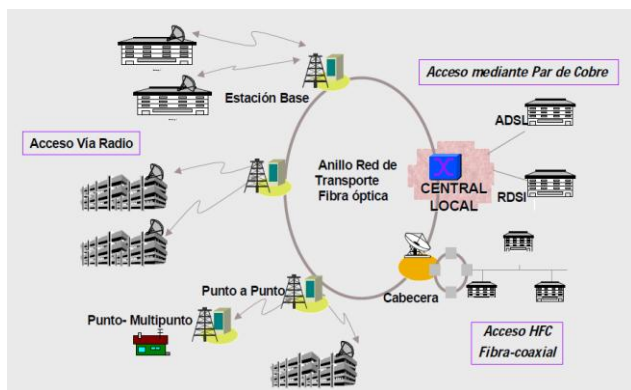 Estación Base
Acceso mediante Par de Cobre
ADSL
Acceso Vía Radio
Anillo Red de
Transporte
Fibra óptica
CENTRAL
LOCAL
RDSI
Punto a Punto
Cabecera
Punto- Multipunto
Acceso HFC
Fibra-coaxial